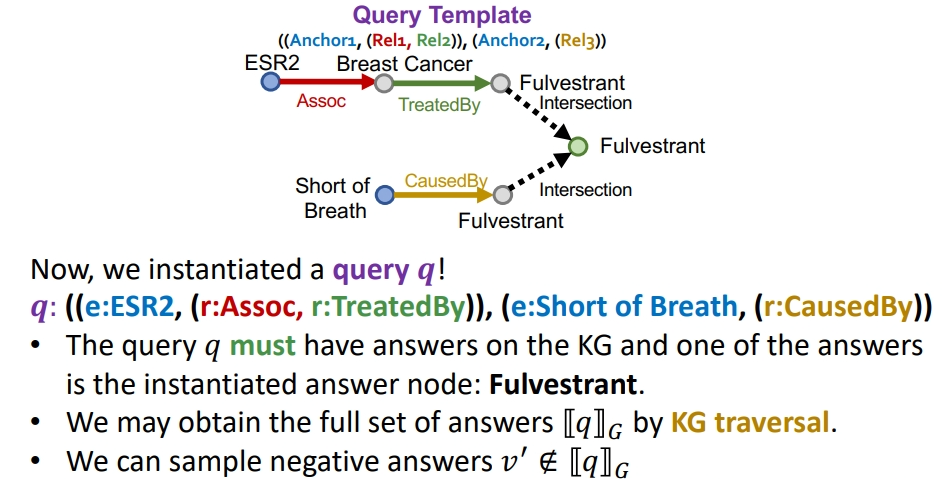 Query Template
((Anchor1, (Rel1, Rel2)), (Anchor2, (Rel3))
ESR2
Breast Cancer
Fulvestrant
Assoc
TreatedBy
Intersection
Fulvestrant
Short of
Breath
CausedBy
Intersection
Fulvestrant
Now, we instantiated a query q!
q: ((e:ESR2, (r:Assoc, r:TreatedBy)), (e:Short of Breath, (r:CausedBy))
• The query q must have answers on the KG and one of the answers
is the instantiated answer node: Fulvestrant.
• We may obtain the full set of answers ⟦q⟧G by KG traversal.
• We can sample negative answers v′ ∉ ⟦q⟧G